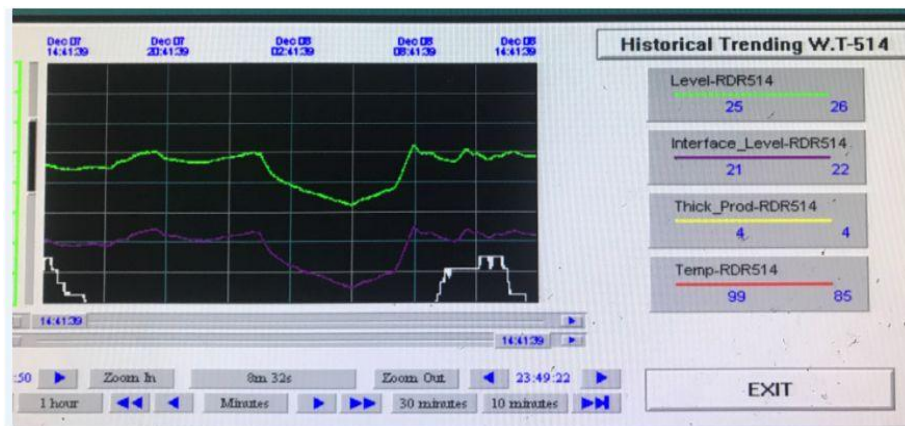 Dec 07 Dec 07 Dec 08 Dec 08 Dec 08
14:41:39 20:41:39 02:41:39 08:41:39 14:41:39
Historical Trending W.T-514
Level-RDR514
25 26
Interface_Level-RDR514
21 22
Thick_Prod-RDR514
4 4
Temp-RDR514
99 85
14:41:39
14:41:39
:50 Zoom In 8m 32s Zoom Out 23:49:22
1 hour Minutes 30 minutes 10 minutes
EXIT